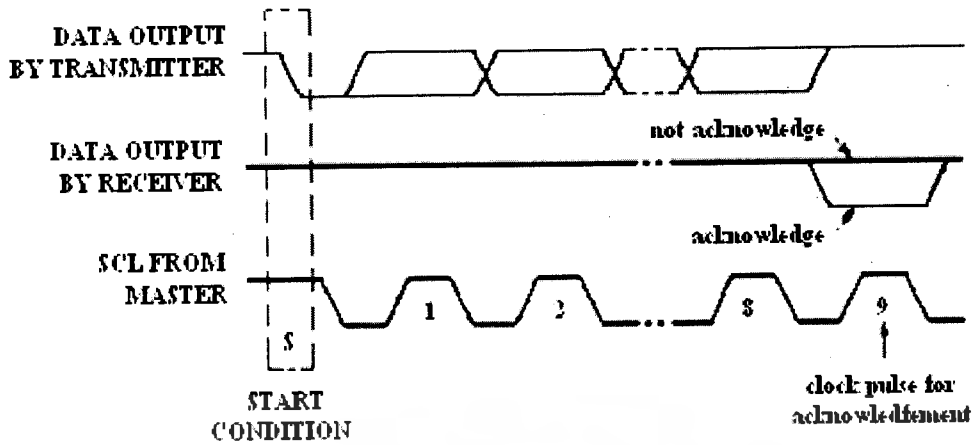 DATA OUTPUT
BY TRANSMITTER
not acknowledge
DATA OUTPUT
BY RECEIVER
acknowledge
SCL FROM
MASTER
1
2
8
9
S
START
CONDITION
clock pulse for
acknowledfement